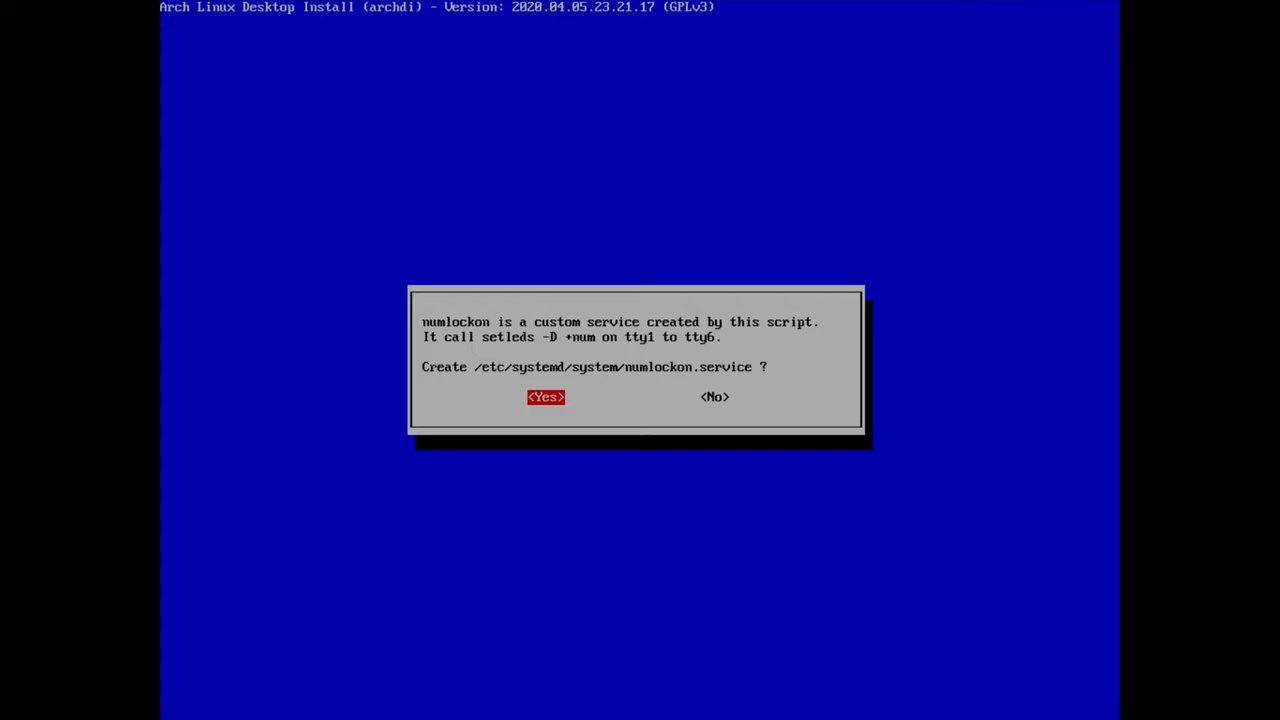 Arch Linux Desktop Install (archdi) - Version: 2020.04.05.23.21.17 (GPLv3)
numlockon is a custom service created by this script.
It call setleds -D +num on tty1 to tty6.
Create /etc/systemd/system/numlockon.service ?
<Yes> <No>